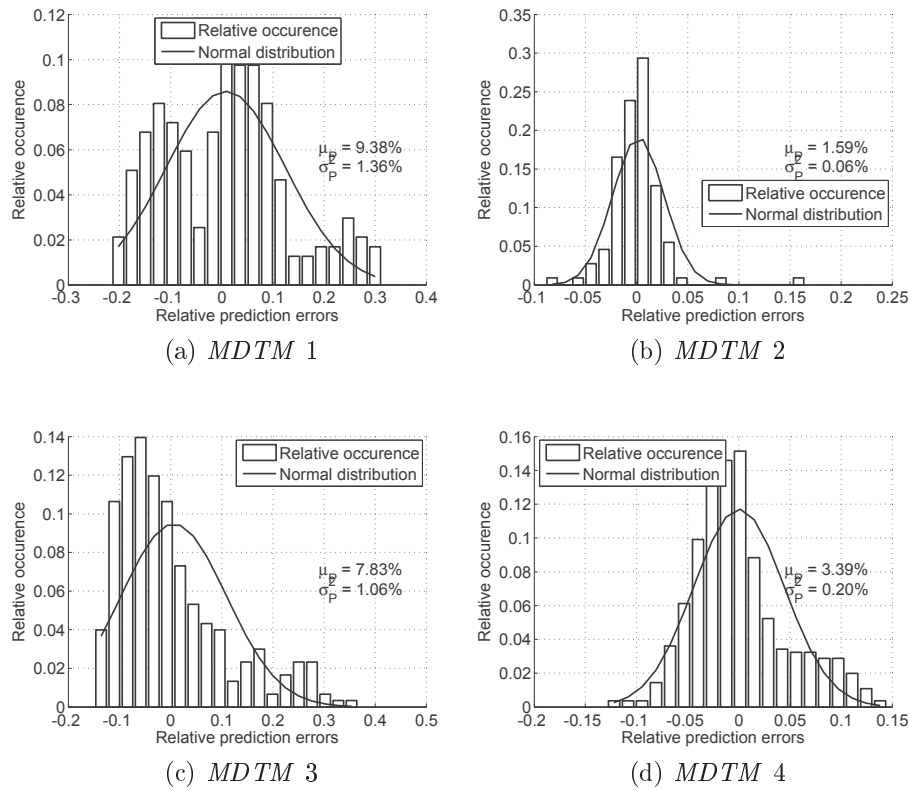 0.12
0.1
0.08
0.06
0.04
0.02
0
Relative occurence
Relative occurence
Normal distribution
μP = 9.38%
σ2P = 1.36%
-0.3 -0.2 -0.1 0 0.1 0.2 0.3 0.4
Relative prediction errors
(a) MDTM 1
0.35
0.3
0.25
0.2
0.15
0.1
0.05
0
Relative occurence
μP = 1.59%
σ2P = 0.06%
Relative occurence
Normal distribution
-0.1 -0.05 0 0.05 0.1 0.15 0.2 0.25
Relative prediction errors
(b) MDTM 2
0.14
0.12
0.1
0.08
0.06
0.04
0.02
0
Relative occurence
Relative occurence
Normal distribution
μP = 7.83%
σ2P = 1.06%
-0.2 -0.1 0 0.1 0.2 0.3 0.4 0.5
Relative prediction errors
(c) MDTM 3
0.16
0.14
0.12
0.1
0.08
0.06
0.04
0.02
0
Relative occurence
Relative occurence
Normal distribution
μP = 3.39%
σ2P = 0.20%
-0.2 -0.15 -0.1 -0.05 0 0.05 0.1 0.15
Relative prediction errors
(d) MDTM 4